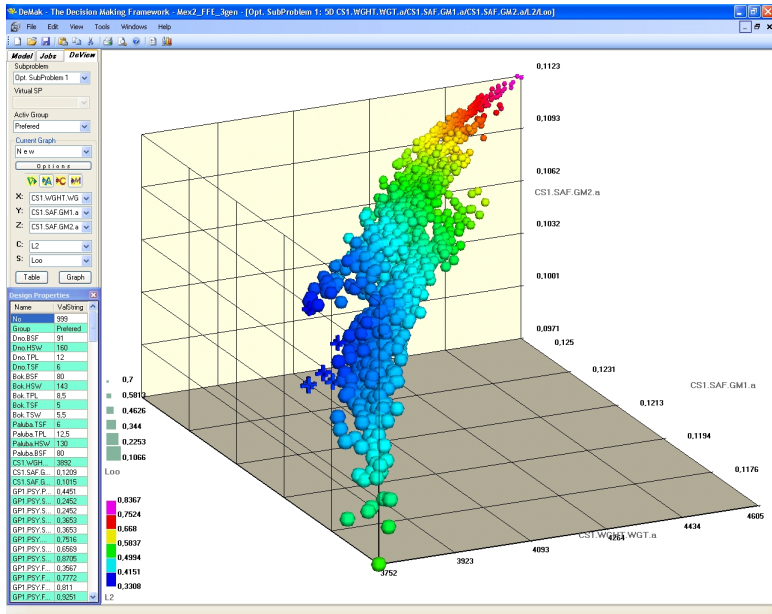 DeMak - The Decision Making Framework - Mex2_FFE_3gen - [Opt. SubProblem 1: 5D CS1.WGHT.WGT.a/CS1.SAF.GM1.a/CS1.SAF.GM2.a/L2/Loo]
File Edit View Tools Windows Help
Model Jobs DeView
Subproblem
Opt. SubProblem 1
Virtual SP
Activ Group
Prefered
Current Graph
N e w
O p t i o n s
A C M
X: CS1.WGHT.WG
Y: CS1.SAF.GM1.a
Z: CS1.SAF.GM2.a
C: L2
S: Loo
Table Graph
Design Properties
Name ValString
No 999
Group Prefered
Dno.BSF 91
Dno.HSW 160
Dno.TPL 12
Dno.TSF 6
Bok.BSF 80
Bok.HSW 143
Bok.TPL 8,5
Bok.TSF 5
Bok.TSW 5,5
Paluba.TSF 6
Paluba.TPL 12,5
Paluba.HSW 130
Paluba.BSF 80
CS1.WGH... 3892
CS1.SAF.G... 0,1209
CS1.SAF.G... 0,1015
GP1.PSY.P... 0,4451
GP1.PSY.S... 0,2452
GP1.PSY.S... 0,2452
GP1.PSY.S... 0,3653
GP1.PSY.S... 0,3653
GP1.PSY.... 0,7516
GP1.PSY.S... 0,6569
GP1.PSY.S... 0,8705
GP1.PSY.F... 0,3567
GP1.PSY.F... 0,7772
GP1.PSY.F... 0,811
GP1.PSY.F... 0,9251
0,7
0,5813
0,4626
0,344
0,2253
0,1066
Loo
0,8367
0,7524
0,668
0,5837
0,4994
0,4151
0,3308
L2
0,1123
0,1093
0,1062
CS1.SAF.GM2.a
0,1032
0,1001
0,0971
0,125
0,1231
CS1.SAF.GM1.a
0,1213
0,1194
0,1176
4605
4434
4264
CS1.WGHT.WGT.a
4093
3923
3752